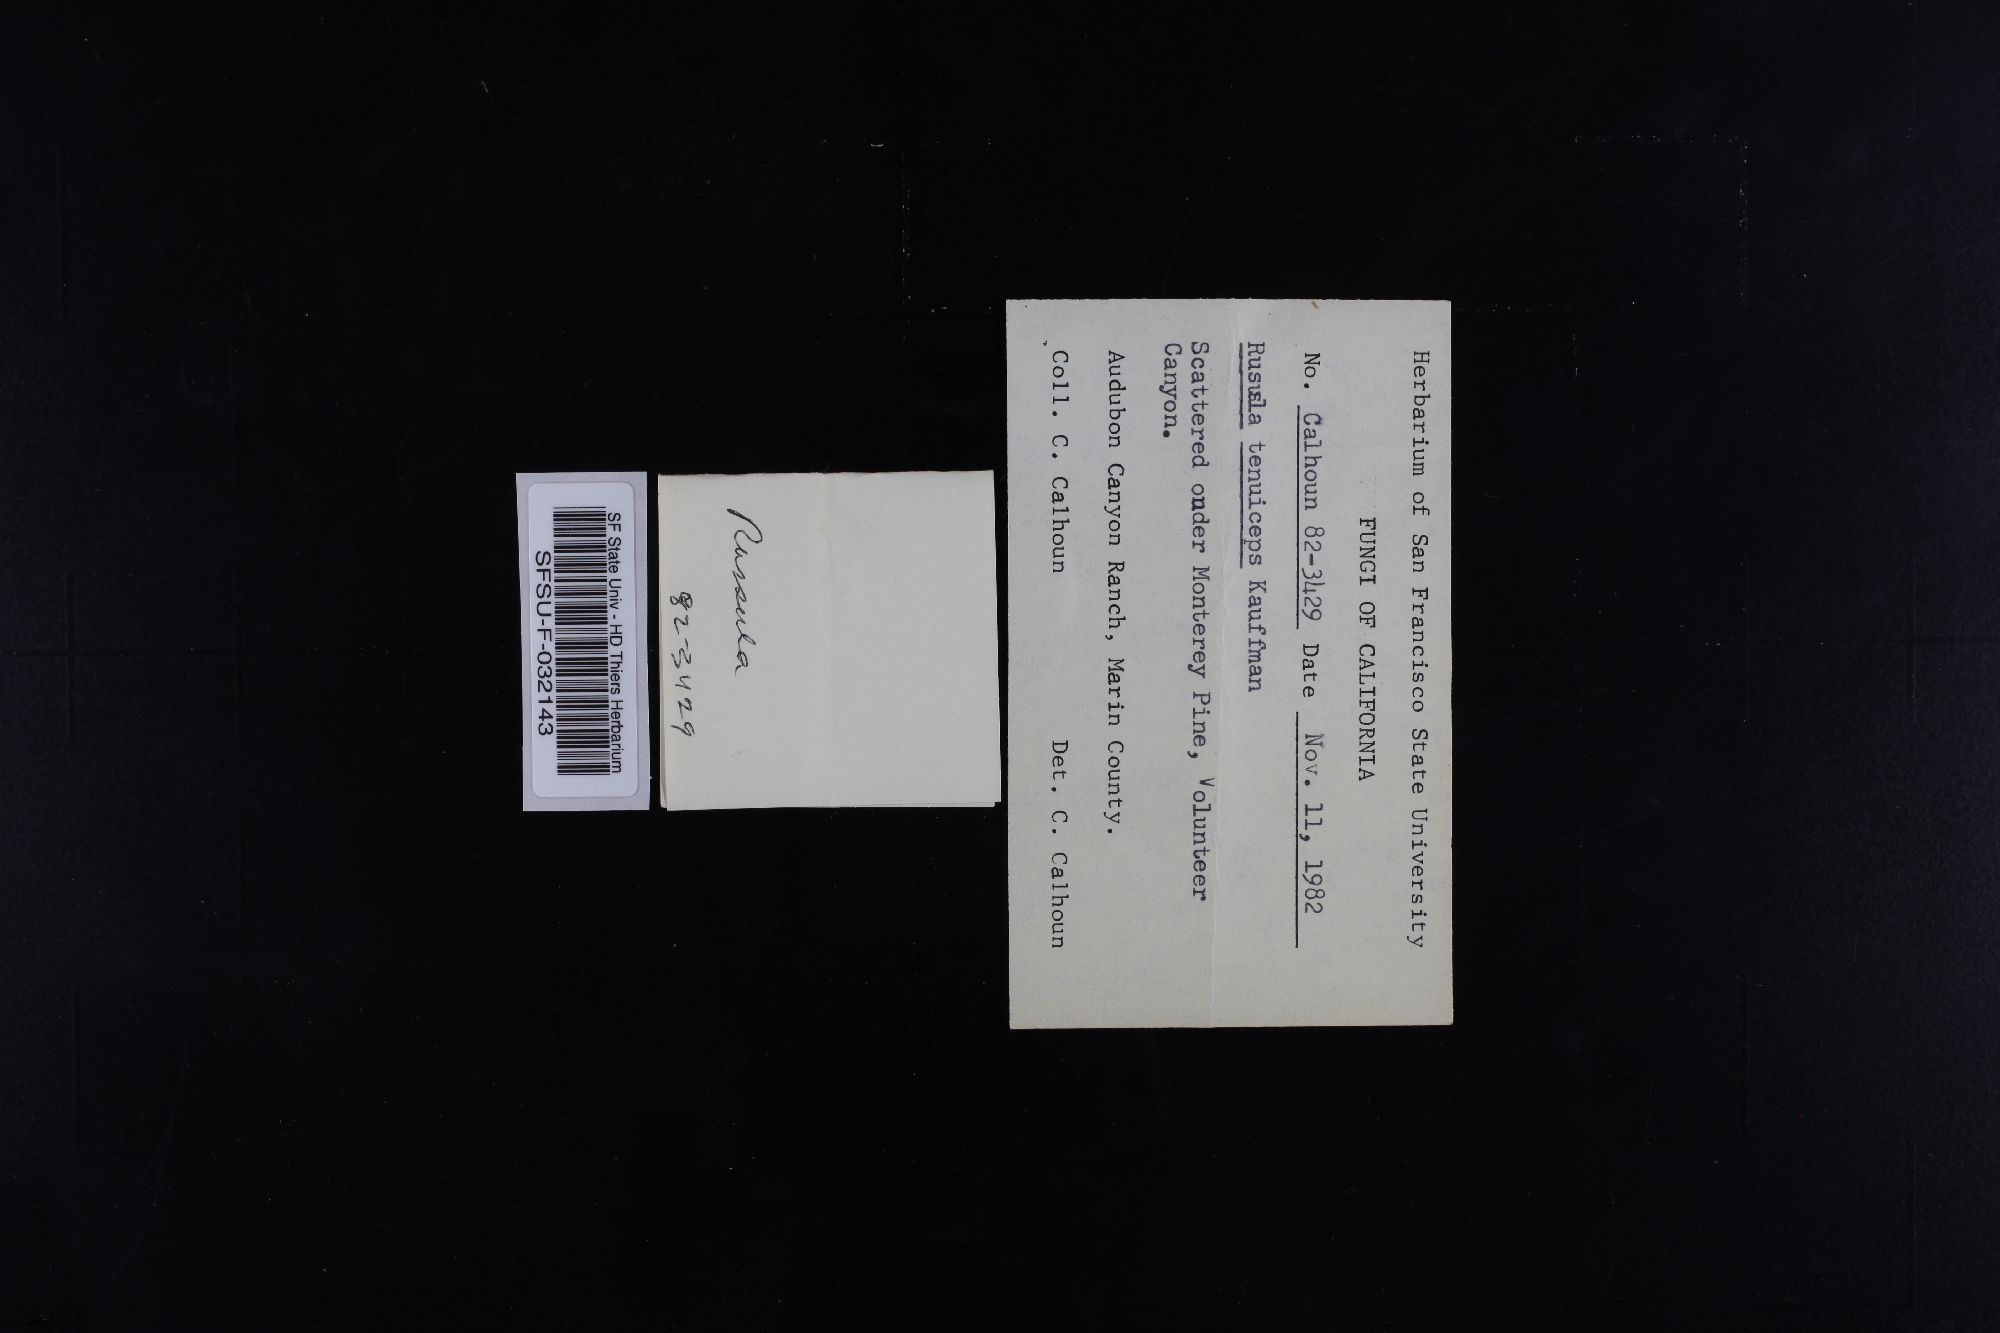 Herbarium of San Francisco State University
FUNGI OF CALIFORNIA
No. Calhoun 82-3429 Date Nov. 11, 1982
tenuiceps Kauffman
Scattered under Monterey Pine, Volunteer
Canyon.
Audubon Canyon Ranch, Marin County.
Coll. C. Calhoun Det. C. Calhoun
Russula
82-3429
SF State Univ - HD Thiers Herbarium
SFSU-F-032143